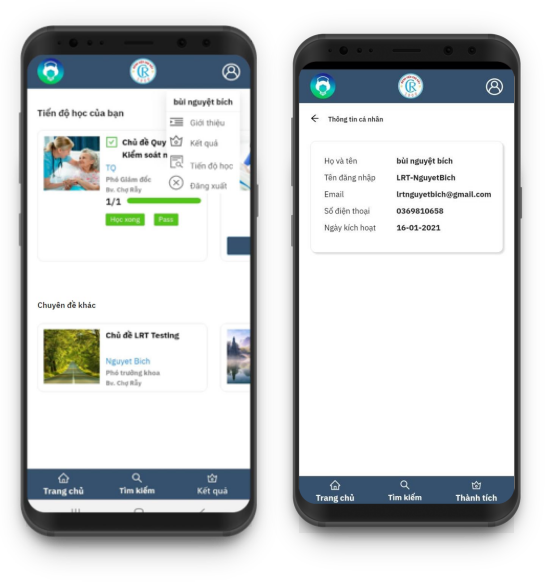 bùi nguyệt bích
Tiến độ học của bạn
Giới thiệu
Kết quả
Tiến độ học
Đăng xuất
Chủ đề Quy
Kiểm soát n
TQ
Phó Giám đốc
Bv. Chợ Rẫy
1/1
Học xong
Pass
Chuyên đề khác
Chủ đề LRT Testing
Nguyet Bich
Phó trưởng khoa
Bv. Chợ Rẫy
Trang chủ
Tìm kiếm
Kết quả
Thông tin cá nhân
Họ và tên bùi nguyệt bích
Tên đăng nhập LRT-NguyetBich
Email lrtnguyetbich@gmail.com
Số điện thoại 0369810658
Ngày kích hoạt 16-01-2021
Trang chủ
Tìm kiếm
Thành tích